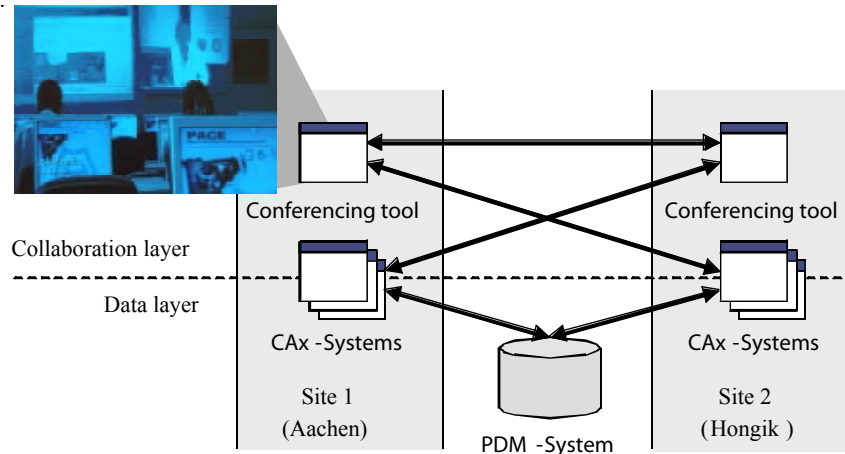 PACE
Conferencing tool
Conferencing tool
Collaboration layer
Data layer
CAx -Systems
CAx -Systems
Site 1
(Aachen)
Site 2
(Hongik )
PDM -System